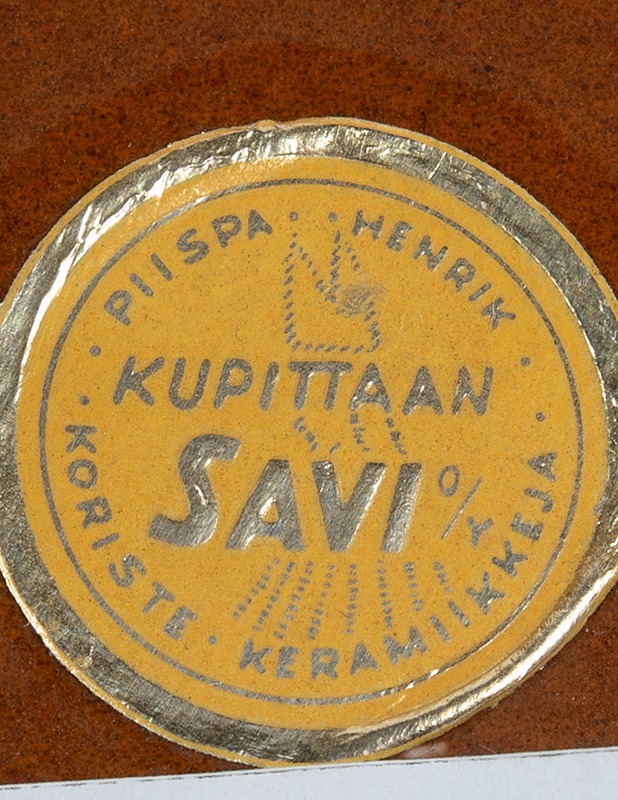 PIISPA · · HENRIK
KUPITTAAN
SAVI O/Y
KORISTE · KERAMIIKKEJA